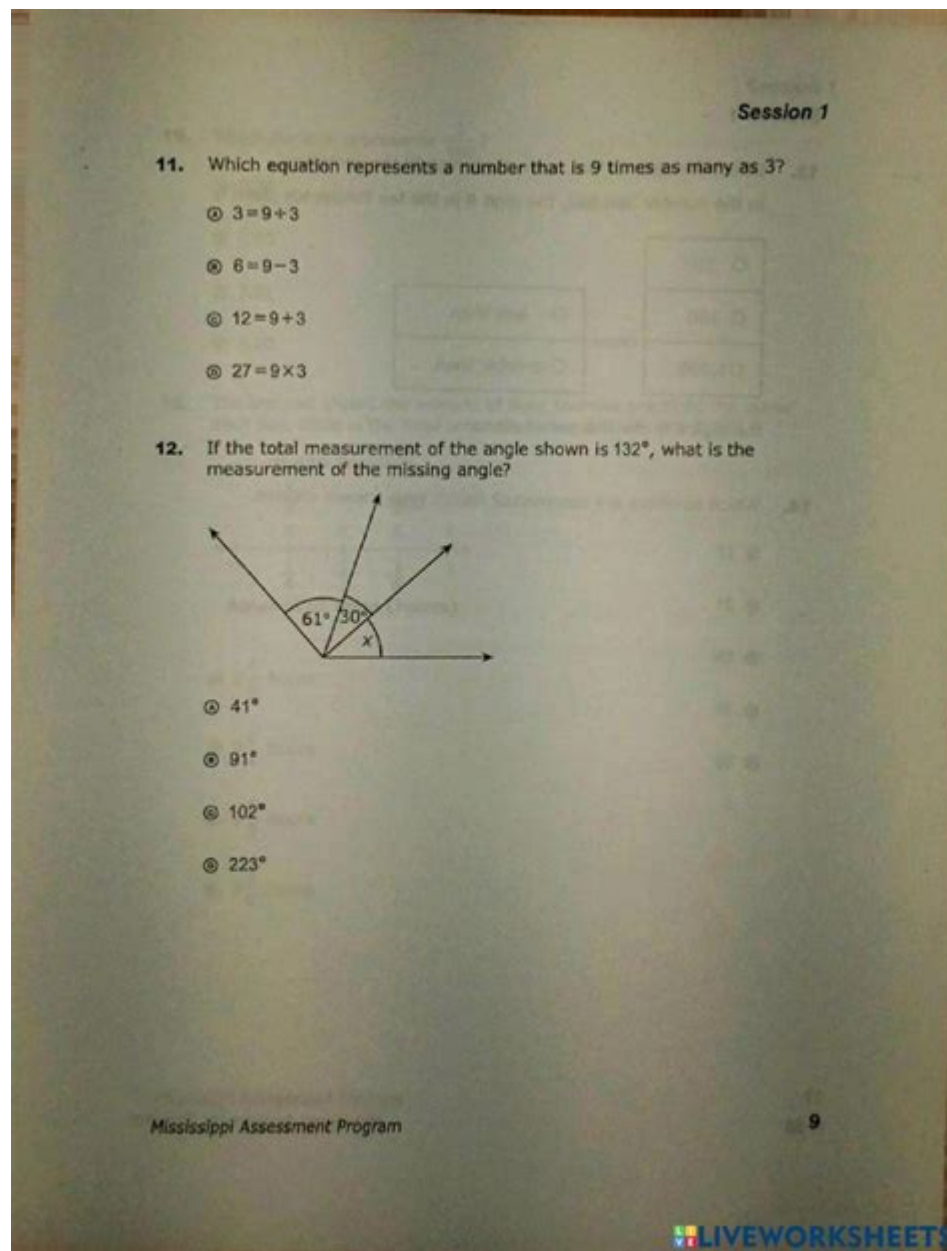 Session 1
11. Which equation represents a number that is 9 times as many as 3?
Ⓐ 3=9÷3
Ⓑ 6=9−3
Ⓒ 12=9+3
Ⓓ 27=9×3
12. If the total measurement of the angle shown is 132°, what is the
measurement of the missing angle?
61° 30°
x
Ⓐ 41°
Ⓑ 91°
Ⓒ 102°
Ⓓ 223°
Mississippi Assessment Program
9
LIVEWORKSHEETS